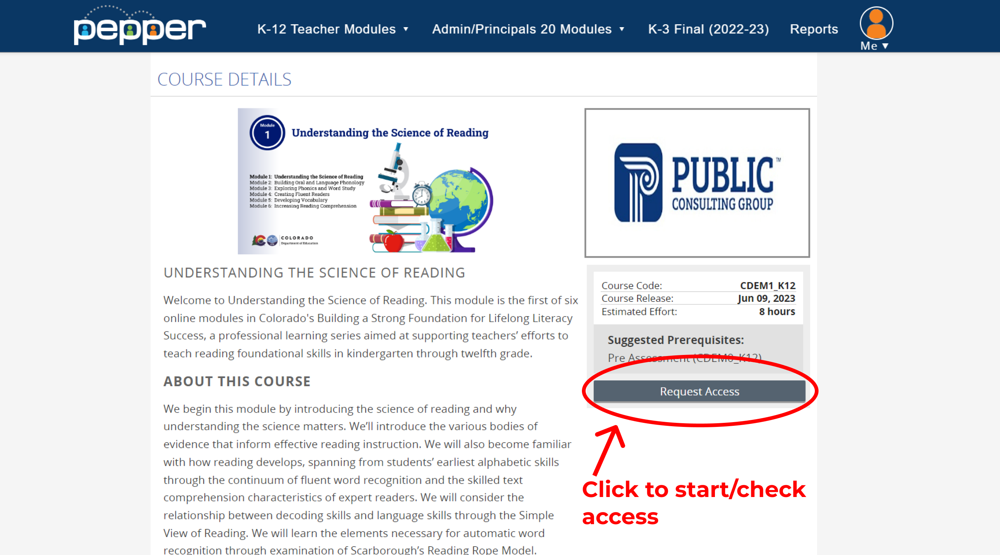 pepper
K-12 Teacher Modules ▼
Admin/Principals 20 Modules ▼
K-3 Final (2022-23)
Reports
Me ▼
COURSE DETAILS
Module
1
Understanding the Science of Reading
Module 1: Understanding the Science of Reading
Module 2: Building Oral and Language Phonology
Module 3: Exploring Phonics and Word Study
Module 4: Creating Fluent Readers
Module 5: Developing Vocabulary
Module 6: Increasing Reading Comprehension
COLORADO
Department of Education
PUBLIC™
CONSULTING GROUP
UNDERSTANDING THE SCIENCE OF READING
Welcome to Understanding the Science of Reading. This module is the first of six
online modules in Colorado's Building a Strong Foundation for Lifelong Literacy
Success, a professional learning series aimed at supporting teachers’ efforts to
teach reading foundational skills in kindergarten through twelfth grade.
ABOUT THIS COURSE
We begin this module by introducing the science of reading and why
understanding the science matters. We’ll introduce the various bodies of
evidence that inform effective reading instruction. We will also become familiar
with how reading develops, spanning from students’ earliest alphabetic skills
through the continuum of fluent word recognition and the skilled text
comprehension characteristics of expert readers. We will consider the
relationship between decoding skills and language skills through the Simple
View of Reading. We will learn the elements necessary for automatic word
recognition through examination of Scarborough’s Reading Rope Model.
Course Code: CDEM1_K12
Course Release: Jun 09, 2023
Estimated Effort: 8 hours
Suggested Prerequisites:
Pre Assessment (CDEM0_K12)
Request Access
Click to start/check
access